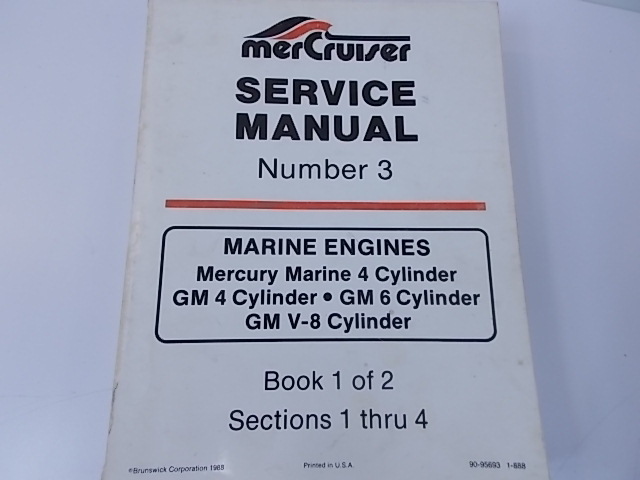 merCruiser
SERVICE
MANUAL
Number 3
MARINE ENGINES
Mercury Marine 4 Cylinder
GM 4 Cylinder • GM 6 Cylinder
GM V-8 Cylinder
Book 1 of 2
Sections 1 thru 4
©Brunswick Corporation 1988 Printed in U.S.A. 90-95693 1-888